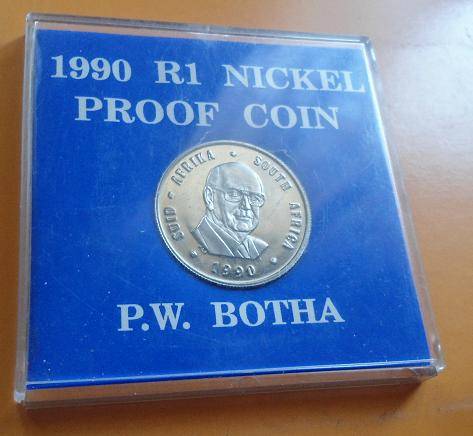 1990 R1 NICKEL
PROOF COIN
SUID • AFRIKA • SOUTH AFRICA
• 1990 •
P.W. BOTHA